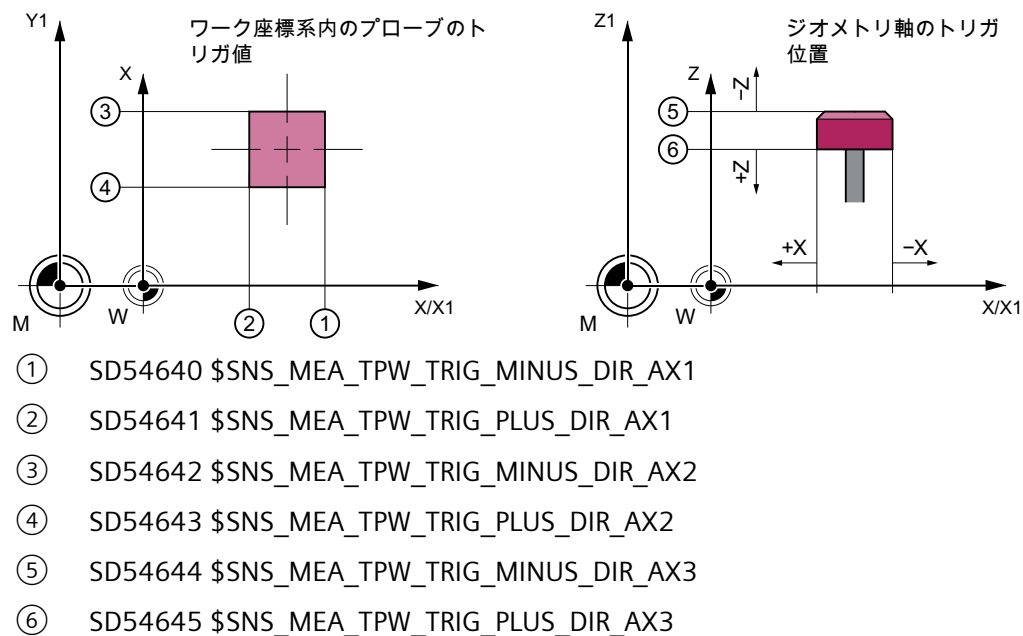 Y1
ワーク座標系内のプローブのト
リガ値
X
③
④
M
W
②
①
X/X1
Z1
ジオメトリ軸のトリガ
位置
Z
−Z
⑤
⑥
+Z
+X
−X
M
W
X/X1
① SD54640 $SNS_MEA_TPW_TRIG_MINUS_DIR_AX1
② SD54641 $SNS_MEA_TPW_TRIG_PLUS_DIR_AX1
③ SD54642 $SNS_MEA_TPW_TRIG_MINUS_DIR_AX2
④ SD54643 $SNS_MEA_TPW_TRIG_PLUS_DIR_AX2
⑤ SD54644 $SNS_MEA_TPW_TRIG_MINUS_DIR_AX3
⑥ SD54645 $SNS_MEA_TPW_TRIG_PLUS_DIR_AX3